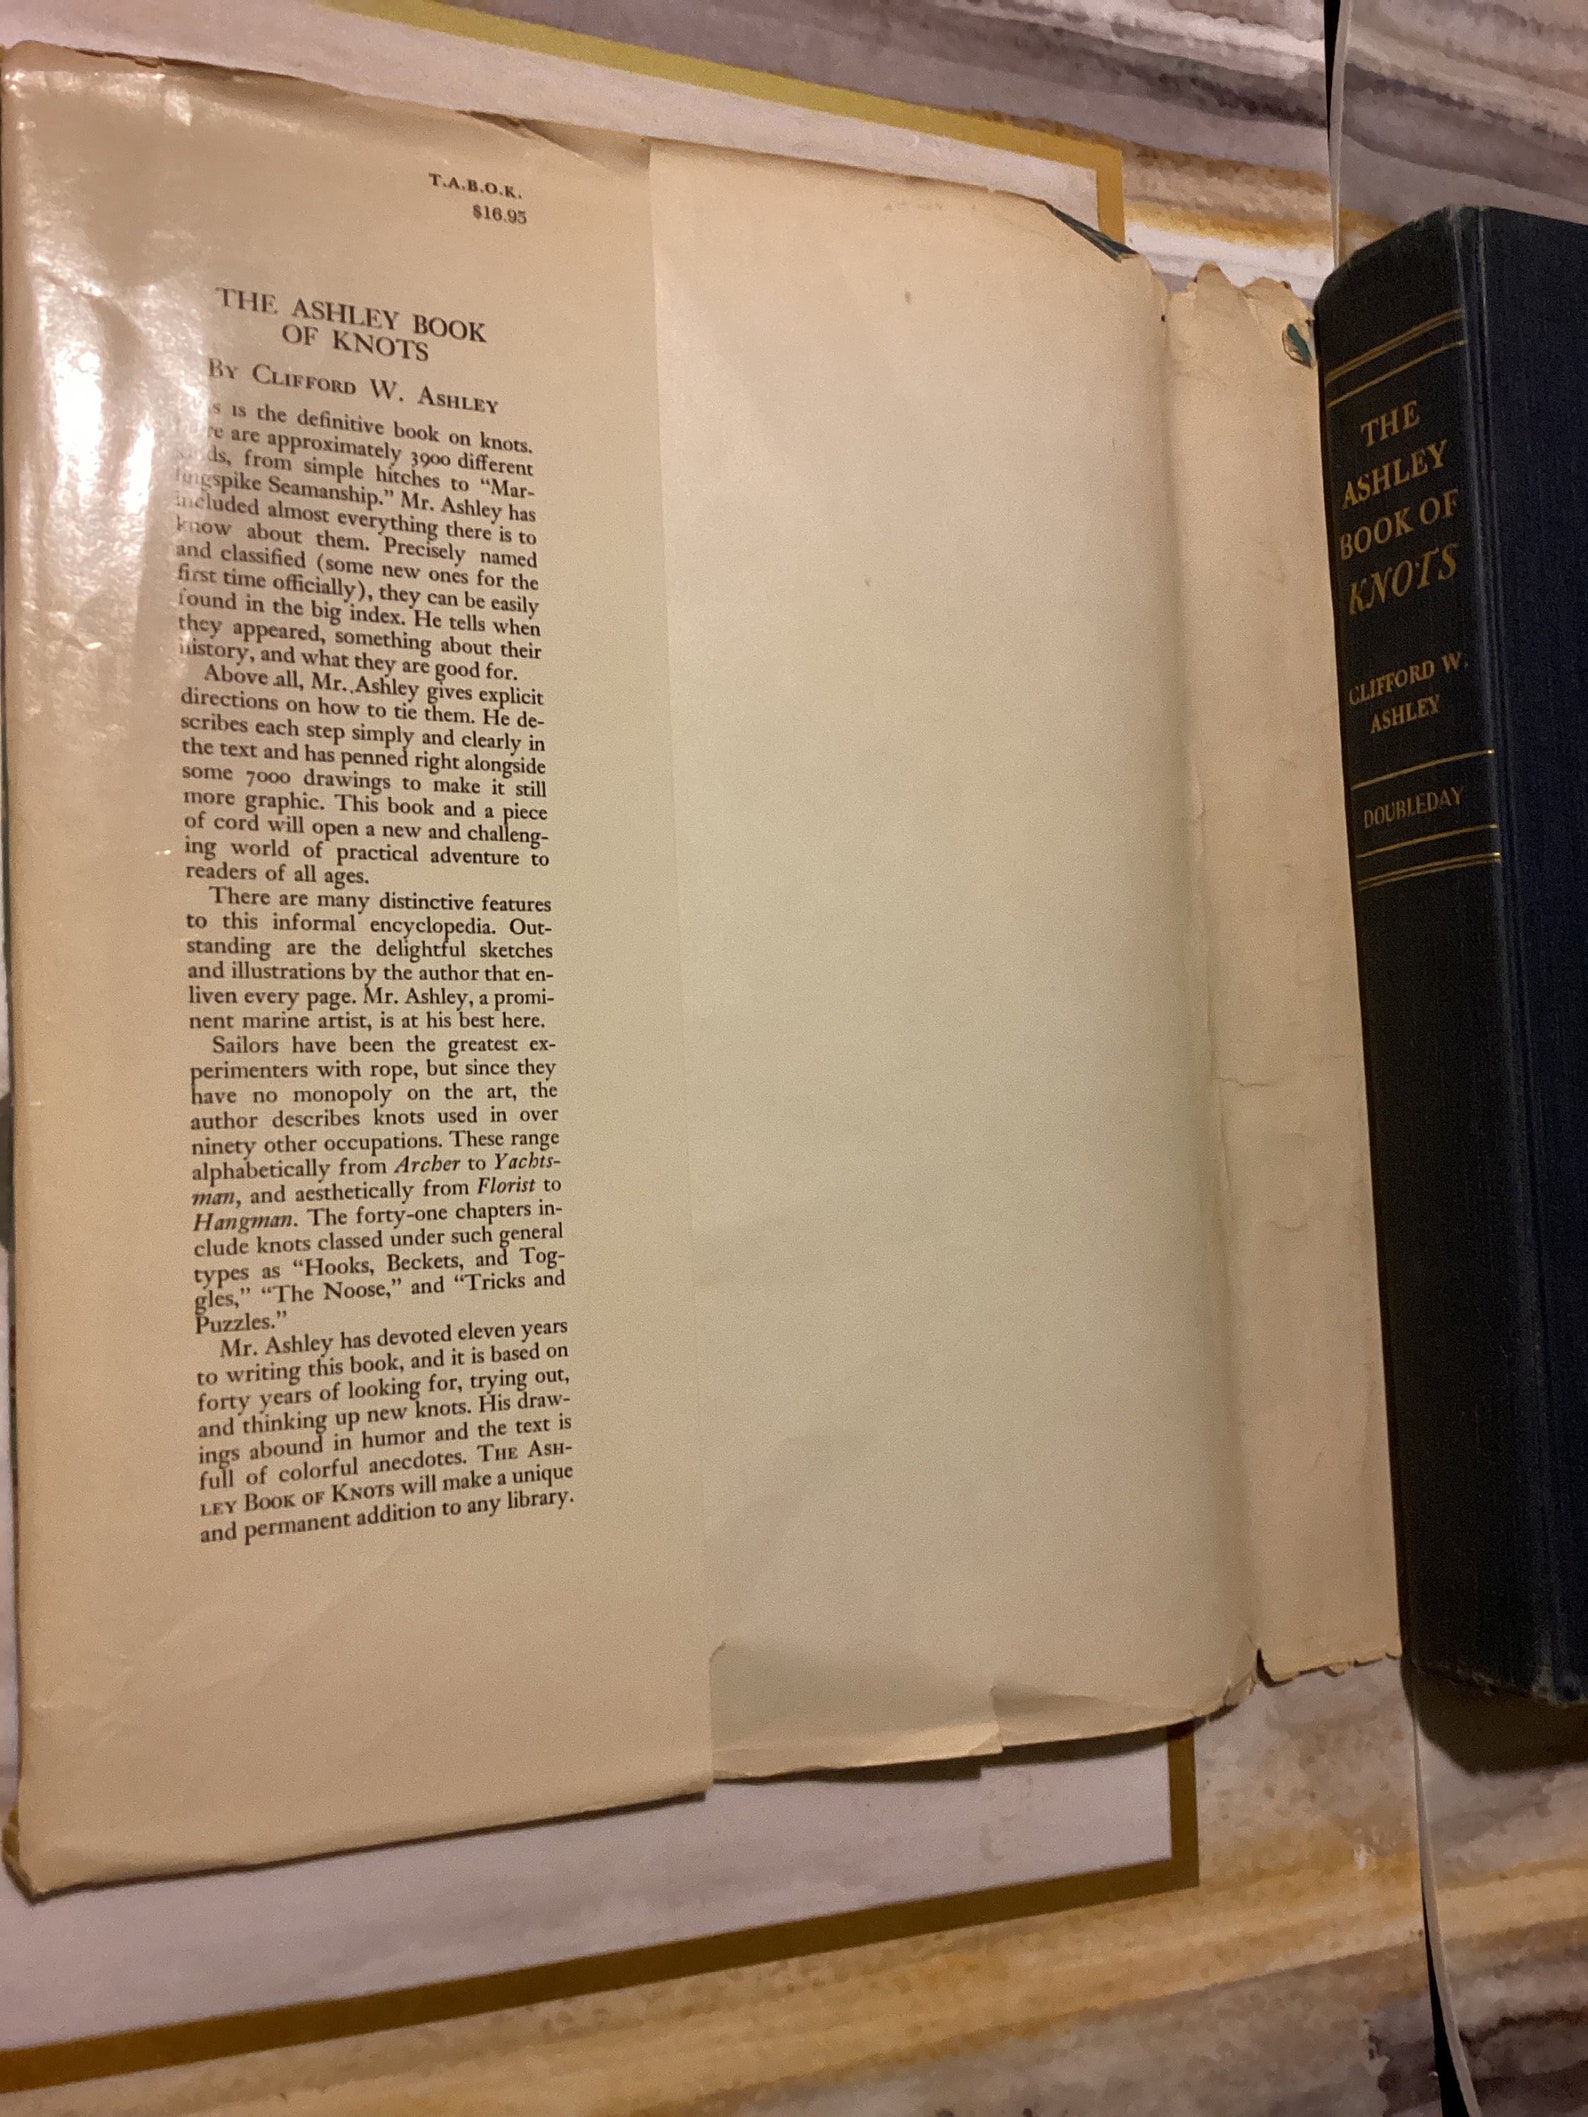 T.A.B.O.K.
$16.95
THE ASHLEY BOOK
OF KNOTS
By Clifford W. Ashley
is the definitive book on knots.
are approximately 3900 different
from simple hitches to “Mar-
lingspike Seamanship.” Mr. Ashley has
included almost everything there is to
know about them. Precisely named
and classified (some new ones for the
first time officially), they can be easily
found in the big index. He tells when
they appeared, something about their
history, and what they are good for.
Above all, Mr. Ashley gives explicit
directions on how to tie them. He de-
scribes each step simply and clearly in
the text and has penned right alongside
some 7000 drawings to make it still
more graphic. This book and a piece
of cord will open a new and challeng-
ing world of practical adventure to
readers of all ages.
There are many distinctive features
to this informal encyclopedia. Out-
standing are the delightful sketches
and illustrations by the author that en-
liven every page. Mr. Ashley, a promi-
nent marine artist, is at his best here.
Sailors have been the greatest ex-
perimenters with rope, but since they
have no monopoly on the art, the
author describes knots used in over
ninety other occupations. These range
alphabetically from Archer to Yachts-
man, and aesthetically from Florist to
Hangman. The forty-one chapters in-
clude knots classed under such general
types as “Hooks, Beckets, and Tog-
gles,” “The Noose,” and “Tricks and
Puzzles.”
Mr. Ashley has devoted eleven years
to writing this book, and it is based on
forty years of looking for, trying out,
and thinking up new knots. His draw-
ings abound in humor and the text is
full of colorful anecdotes. The Ash-
ley Book of Knots will make a unique
and permanent addition to any library.
THE
ASHLEY
BOOK OF
KNOTS
CLIFFORD W.
ASHLEY
DOUBLEDAY